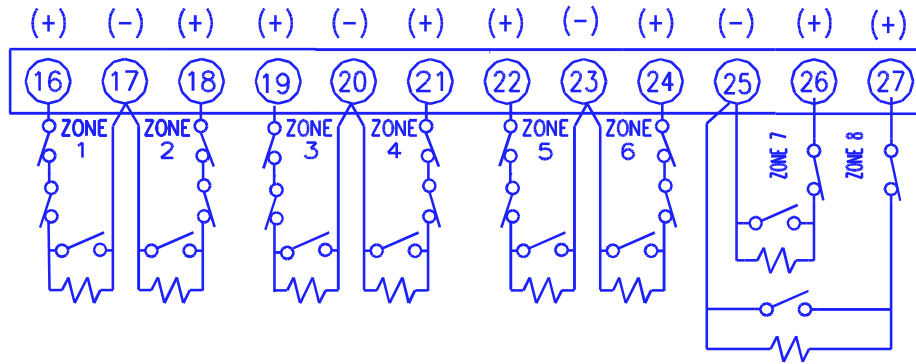 (+) (-) (+) (+) (-) (+) (+) (-) (+) (-) (+) (+)
16 17 18 19 20 21 22 23 24 25 26 27
ZONE 1
ZONE 2
ZONE 3
ZONE 4
ZONE 5
ZONE 6
ZONE 7
ZONE 8